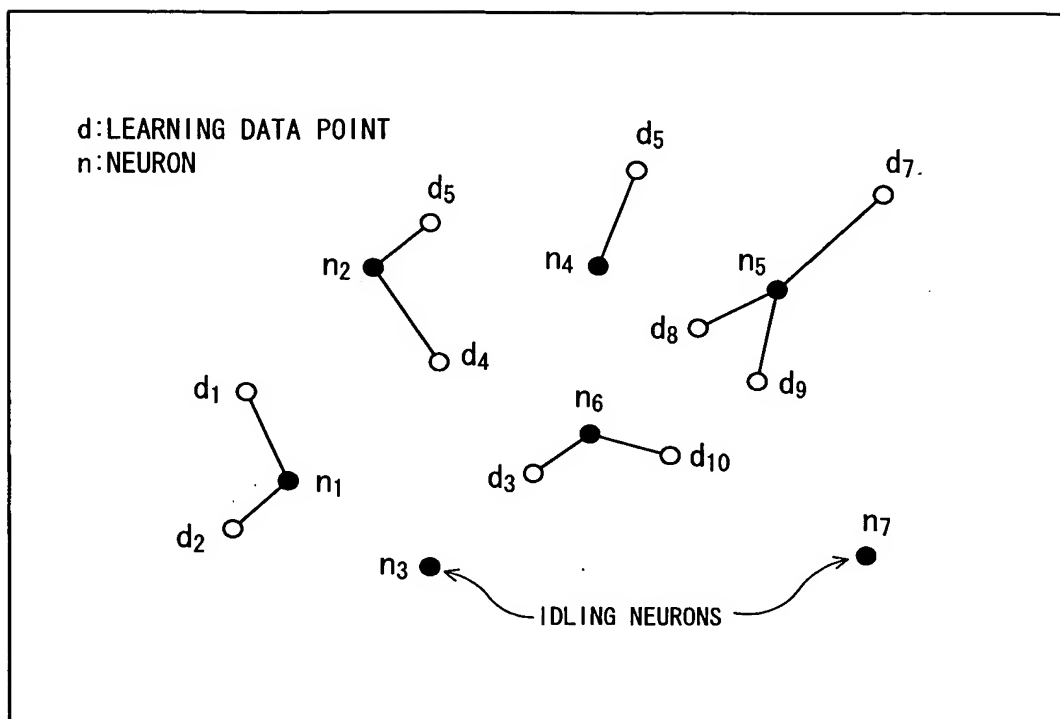 d:LEARNING DATA POINT
n:NEURON
d5
d7
d5
n2
n4
n5
d8
d4
d9
d1
n6
d3
d10
n1
d2
n7
n3
IDLING NEURONS